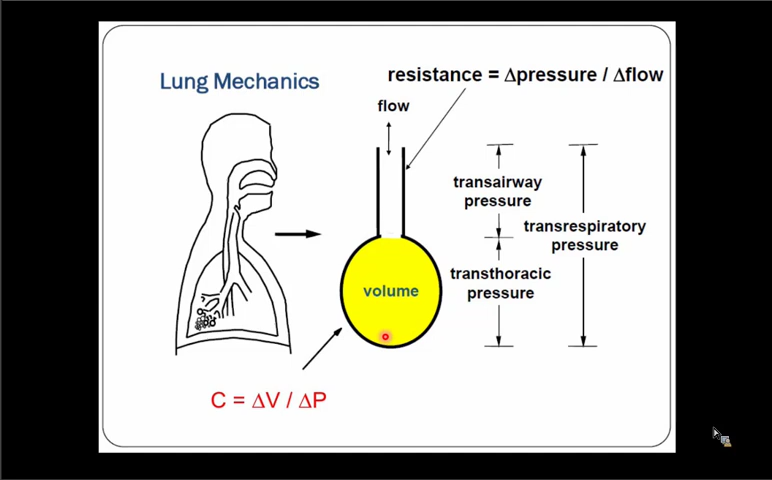 Lung Mechanics
resistance = Δpressure / Δflow
flow
transairway
pressure
transrespiratory
pressure
transthoracic
pressure
volume
C = ΔV / ΔP